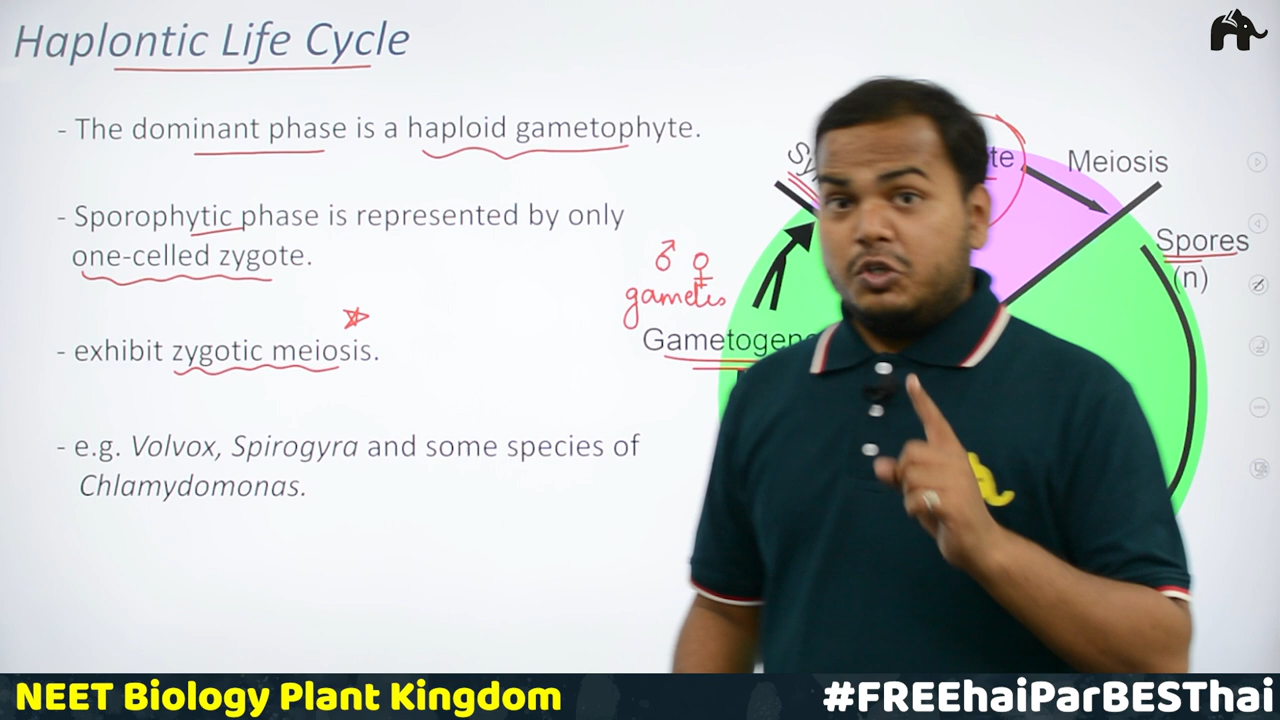 Haplontic Life Cycle
- The dominant phase is a haploid gametophyte.
- Sporophytic phase is represented by only
one-celled zygote.
- exhibit zygotic meiosis.
- e.g. Volvox, Spirogyra and some species of
Chlamydomonas.
Meiosis
Spores
(n)
♂ ♀
gametes
NEET Biology Plant Kingdom
#FREEhaiParBESThai